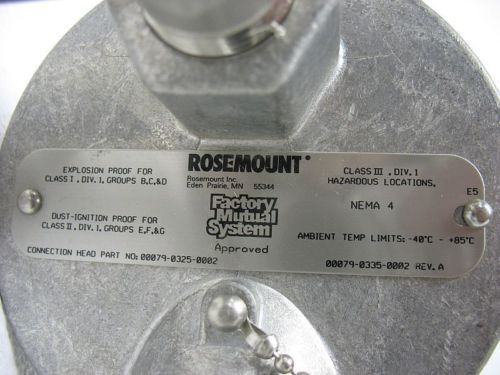 ROSEMOUNT
Rosemount Inc.
Eden Prairie, MN 55344
EXPLOSION PROOF FOR
CLASS I, DIV.1, GROUPS B,C,&D
DUST-IGNITION PROOF FOR
CLASS II, DIV.1, GROUPS E,F,&G
CONNECTION HEAD PART NO: 00079-0325-0002
Factory
Mutual
System
Approved
CLASS III , DIV.1
HAZARDOUS LOCATIONS.
E5
NEMA 4
AMBIENT TEMP LIMITS: -40°C - +85°C
00079-0335-0002 REV.A